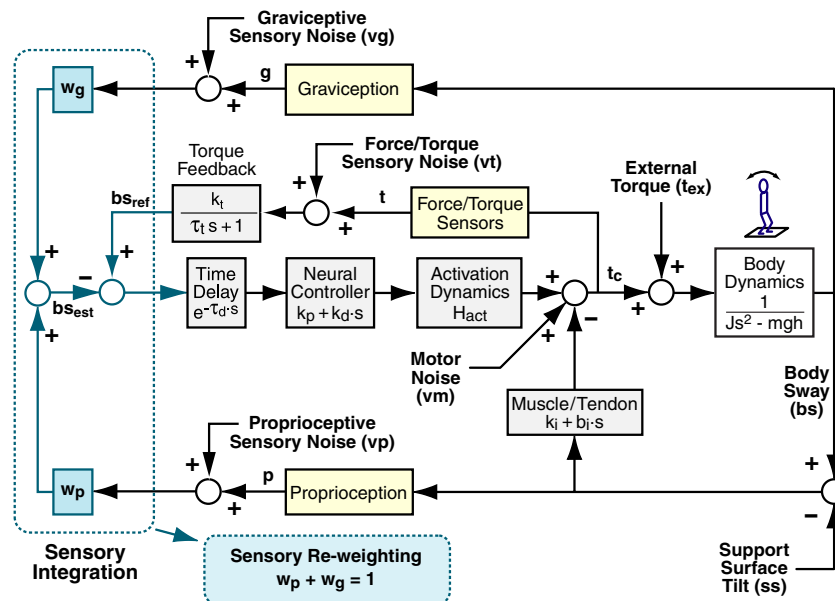 Graviceptive
Sensory Noise (vg)
+
+
g
Graviception
wg
Torque
Feedback
Force/Torque
Sensory Noise (vt)
External
Torque (tex)
bsref
kt
τt s + 1
+
+
t
Force/Torque
Sensors
+
+
–
+
bsest
+
Time
Delay
e-τd·s
Neural
Controller
kp + kd·s
Activation
Dynamics
Hact
+
+
–
tc
+
+
Body
Dynamics
1
Js2 - mgh
Motor
Noise
(vm)
Muscle/Tendon
ki + bi·s
Body
Sway
(bs)
Proprioceptive
Sensory Noise (vp)
+
+
p
Proprioception
wp
+
–
Sensory
Integration
Sensory Re-weighting
wp + wg = 1
Support
Surface
Tilt (ss)